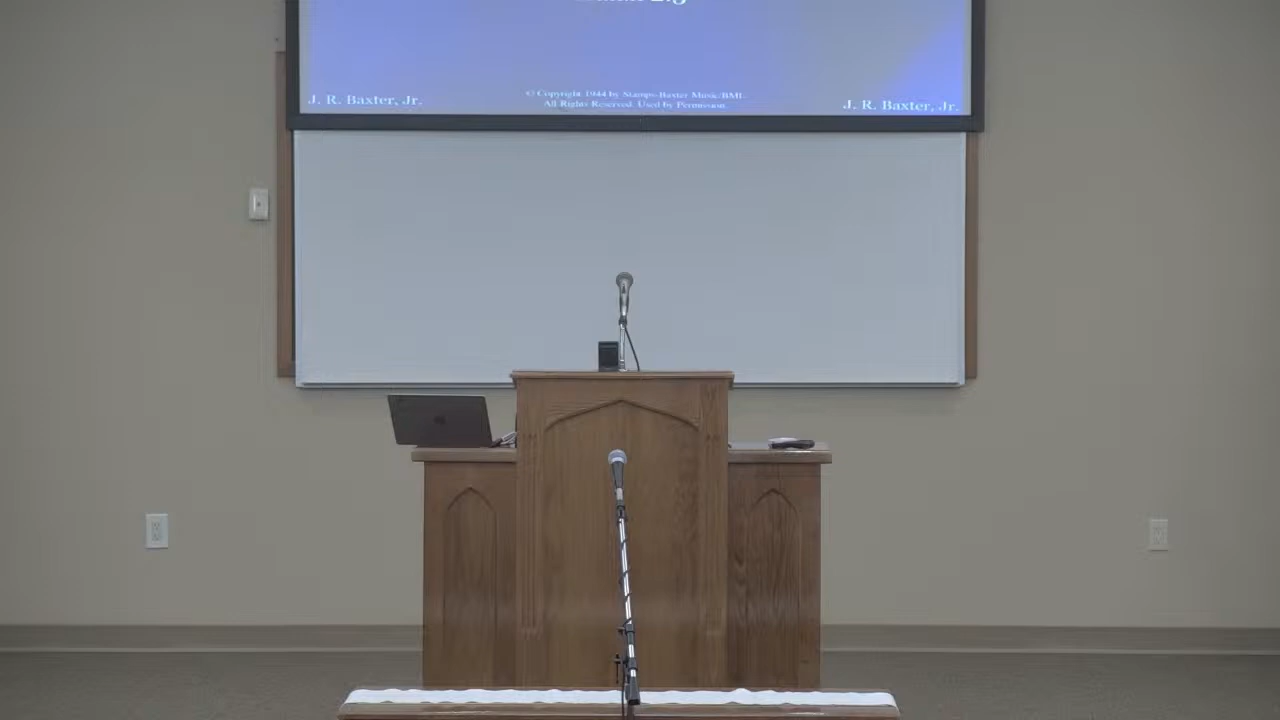 J. R. Baxter, Jr.
© Copyright 1944 by Stamps-Baxter Music/BMI.
All Rights Reserved. Used by Permission.
J. R. Baxter, Jr.